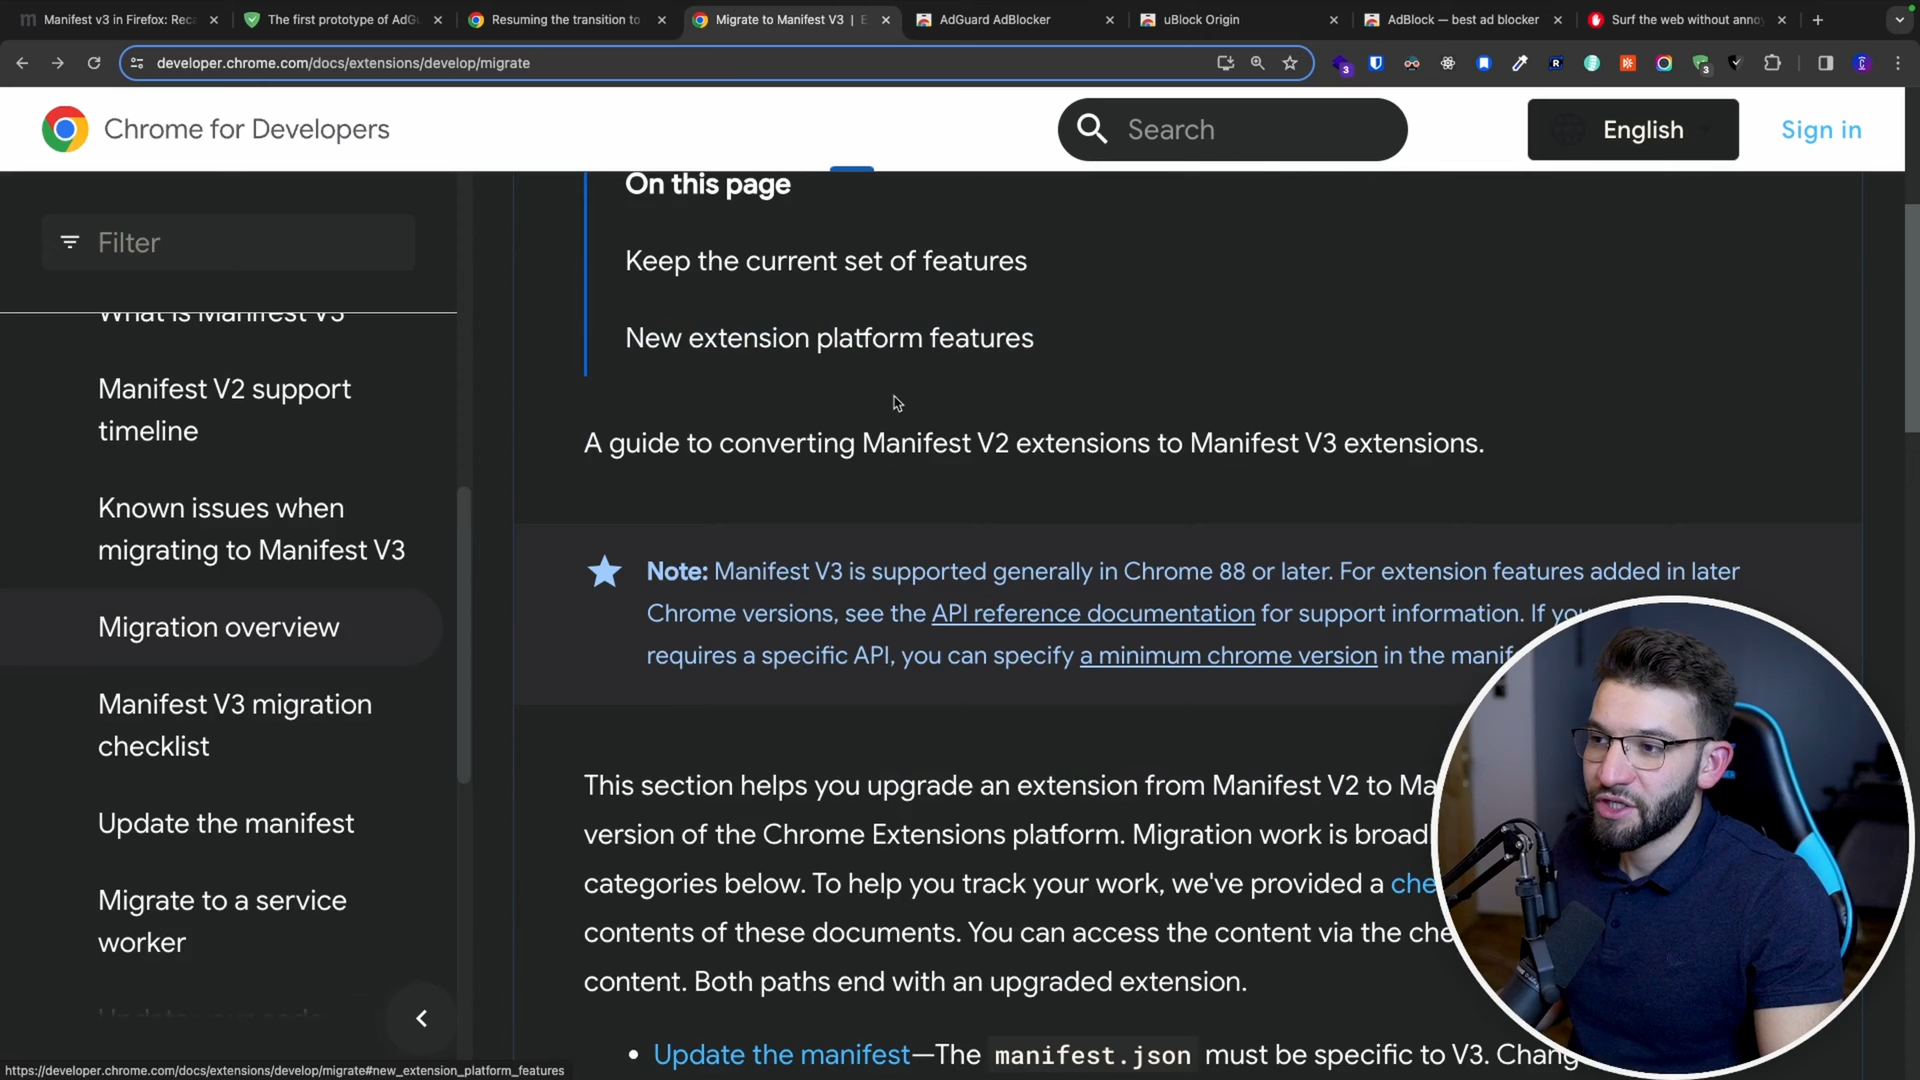 Manifest v3 in Firefox: Reca
The first prototype of AdGu
Resuming the transition to
Migrate to Manifest V3 | E
AdGuard AdBlocker
uBlock Origin
AdBlock — best ad blocker
Surf the web without anno
developer.chrome.com/docs/extensions/develop/migrate
3
3
Chrome for Developers
Search
English
Sign in
Filter
What is Manifest V3
Manifest V2 support
timeline
Known issues when
migrating to Manifest V3
Migration overview
Manifest V3 migration
checklist
Update the manifest
Migrate to a service
worker
On this page
Keep the current set of features
New extension platform features
A guide to converting Manifest V2 extensions to Manifest V3 extensions.
Note: Manifest V3 is supported generally in Chrome 88 or later. For extension features added in later
Chrome versions, see the API reference documentation for support information. If you
requires a specific API, you can specify a minimum chrome version in the manif
This section helps you upgrade an extension from Manifest V2 to Ma
version of the Chrome Extensions platform. Migration work is broad
categories below. To help you track your work, we've provided a che
contents of these documents. You can access the content via the che
content. Both paths end with an upgraded extension.
Update the manifest—The manifest.json must be specific to V3. Chang
https://developer.chrome.com/docs/extensions/develop/migrate#new_extension_platform_features